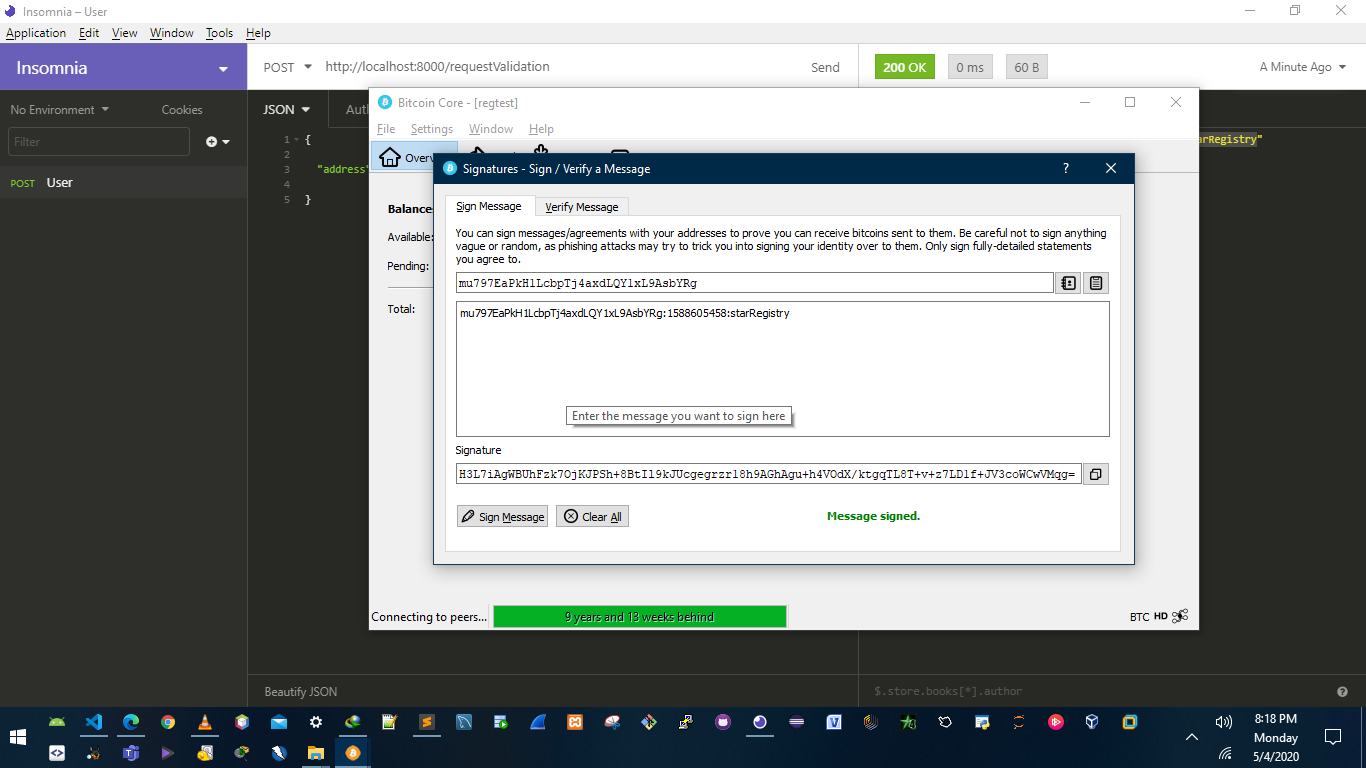 Insomnia – User
Application Edit View Window Tools Help
Insomnia
POST http://localhost:8000/requestValidation Send
200 OK 0 ms 60 B A Minute Ago
No Environment Cookies
JSON
Filter
POST User
1 {
2
3 "address"
4
5 }
arRegistry"
Bitcoin Core - [regtest]
File Settings Window Help
Signatures - Sign / Verify a Message
?
Sign Message Verify Message
You can sign messages/agreements with your addresses to prove you can receive bitcoins sent to them. Be careful not to sign anything
vague or random, as phishing attacks may try to trick you into signing your identity over to them. Only sign fully-detailed statements
you agree to.
mu797EaPkH1LcbpTj4axdLQY1xL9AsbYRg
mu797EaPkH1LcbpTj4axdLQY1xL9AsbYRg:1588605458:starRegistry
Enter the message you want to sign here
Signature
H3L7iAgWBUhFzk7OjKJPSh+8BtIl9kJUcgegrzrl8h9AGhAgu+h4VOdX/ktgqTL8T+v+z7LD1f+JV3coWCwVMqg=
Sign Message Clear All Message signed.
Available:
Pending:
Total:
Connecting to peers... 9 years and 13 weeks behind BTC HD
Beautify JSON
$.store.books[*].author
8:18 PM
Monday
5/4/2020